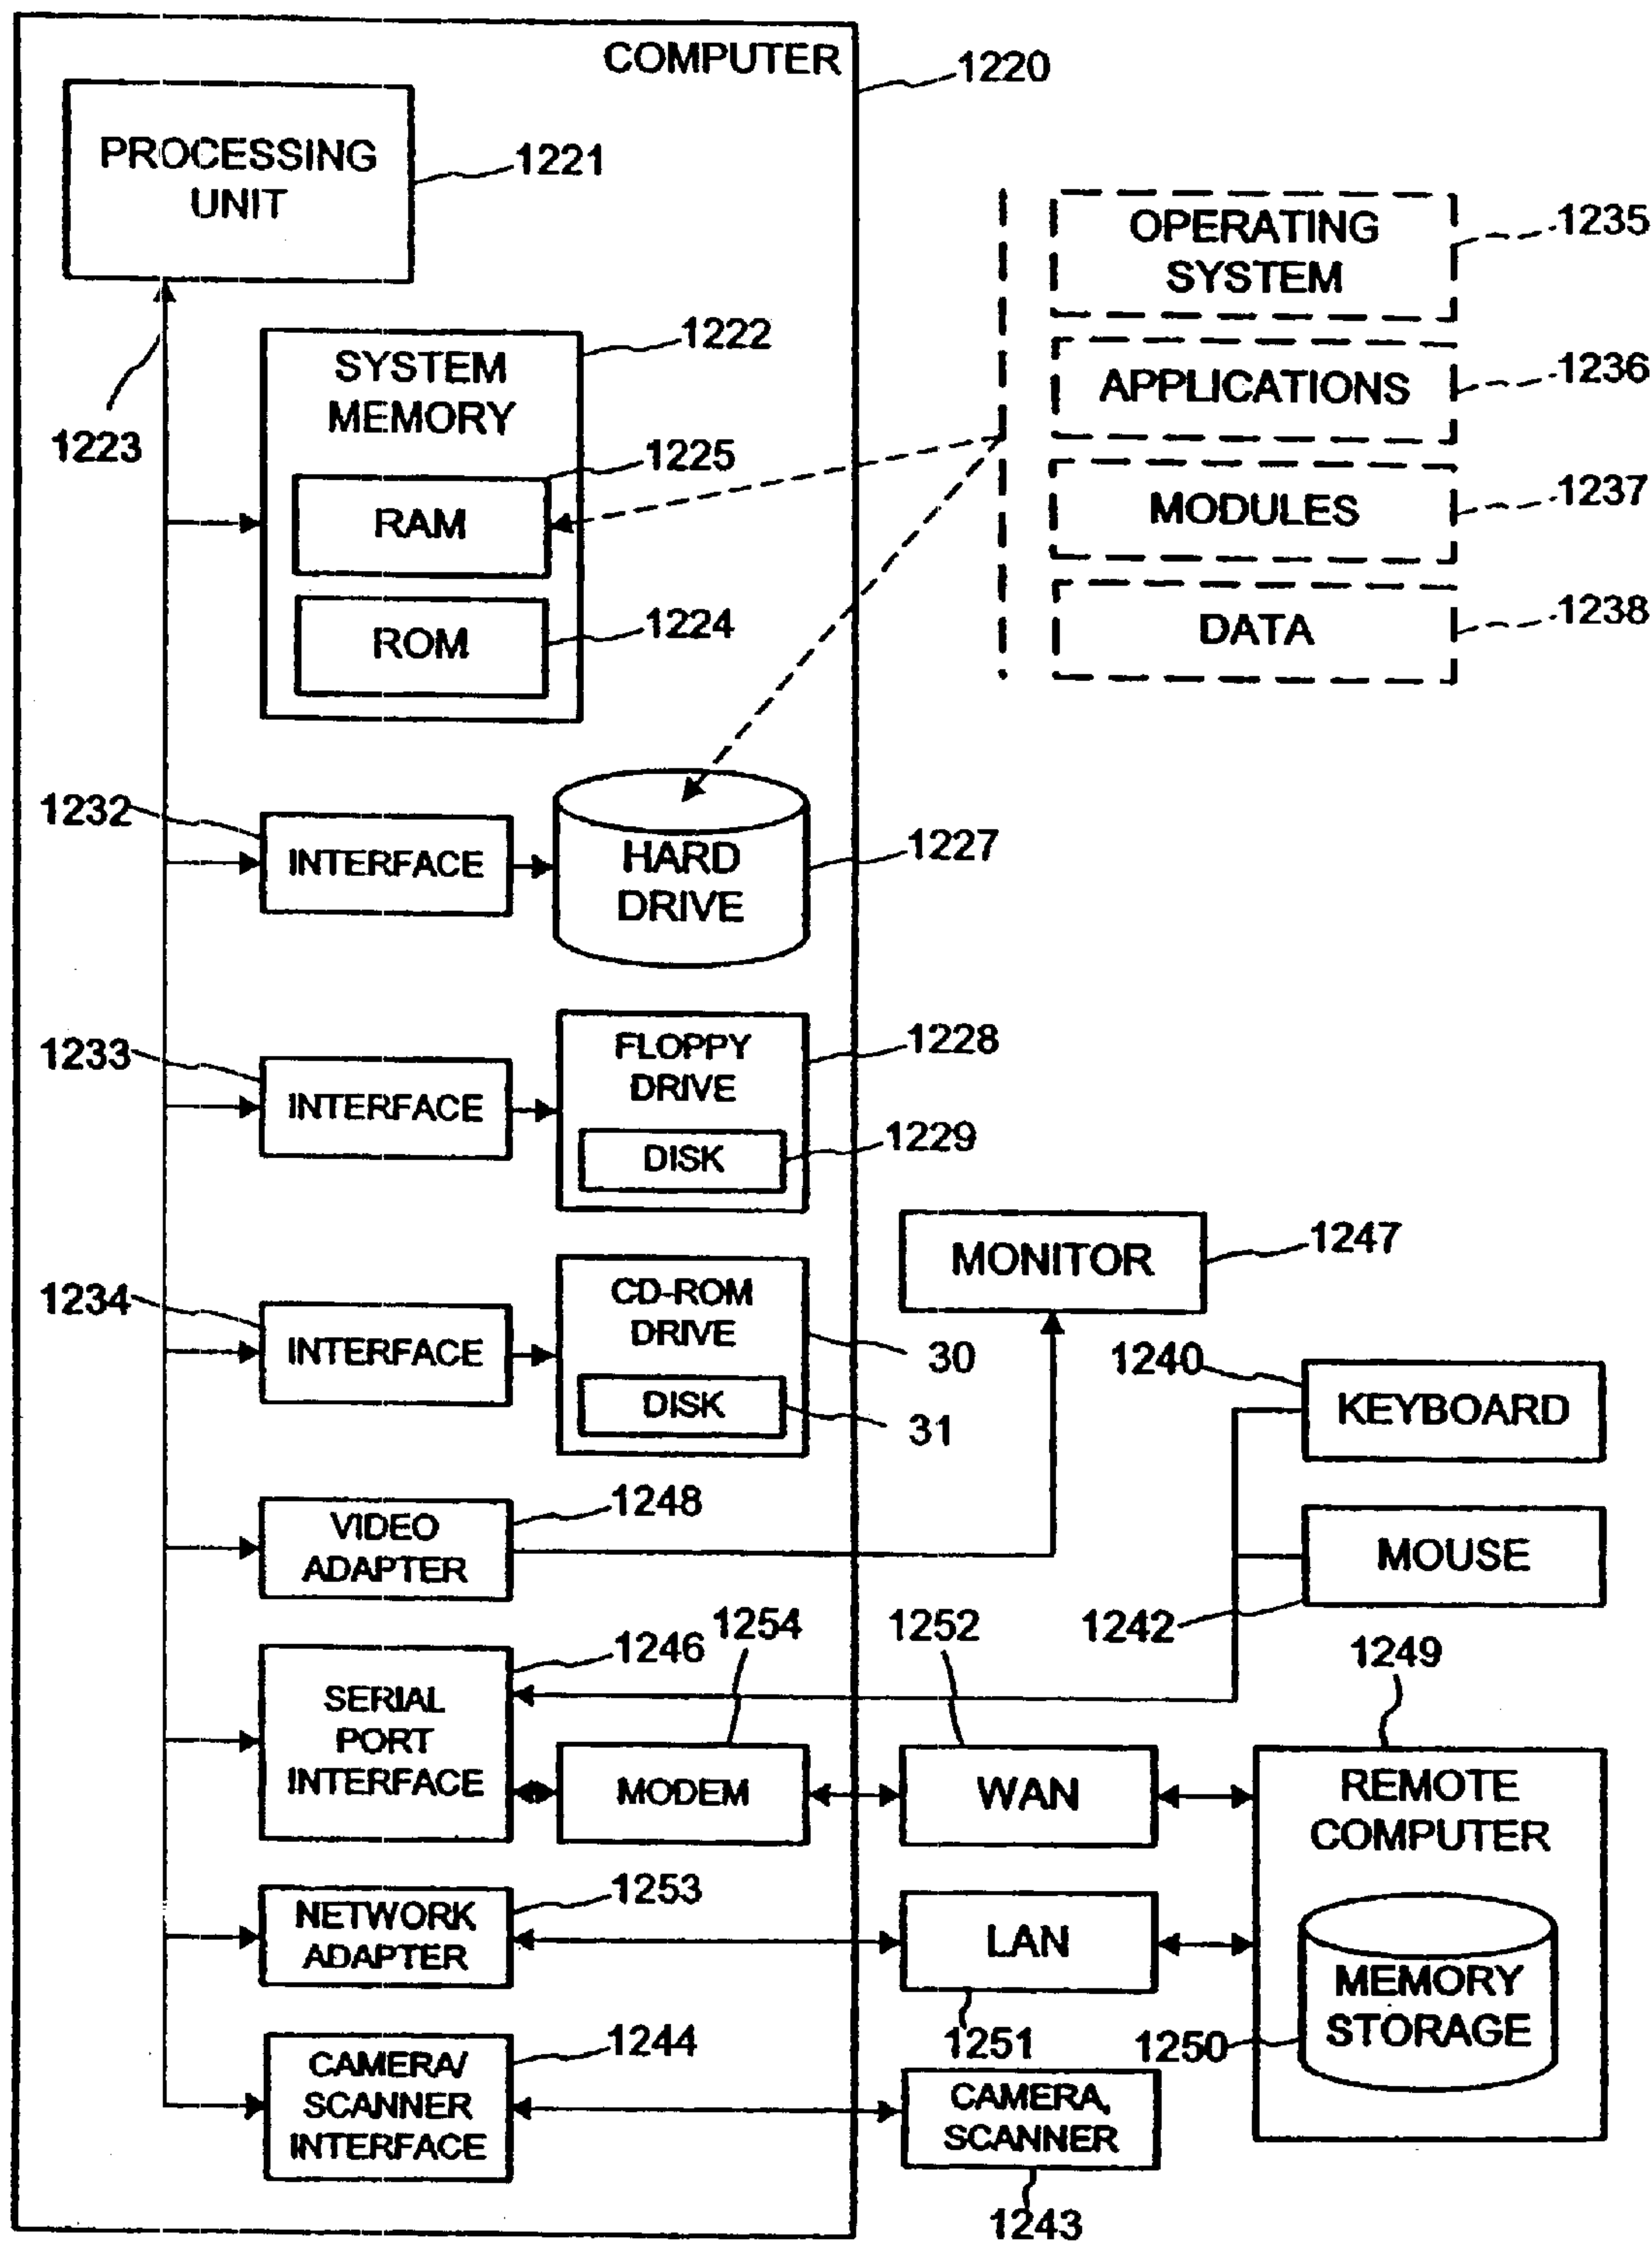 COMPUTER
1220
PROCESSING
UNIT
1221
1223
SYSTEM
MEMORY
1222
RAM
1225
ROM
1224
OPERATING
SYSTEM
1235
APPLICATIONS
1236
MODULES
1237
DATA
1238
1232
INTERFACE
HARD
DRIVE
1227
1233
INTERFACE
FLOPPY
DRIVE
1228
DISK
1229
1234
INTERFACE
CD-ROM
DRIVE
30
DISK
31
MONITOR
1247
1240
KEYBOARD
MOUSE
1242
VIDEO
ADAPTER
1248
SERIAL
PORT
INTERFACE
1246
MODEM
1254
WAN
1252
REMOTE
COMPUTER
1249
MEMORY
STORAGE
1250
NETWORK
ADAPTER
1253
LAN
1251
CAMERA/
SCANNER
INTERFACE
1244
CAMERA,
SCANNER
1243